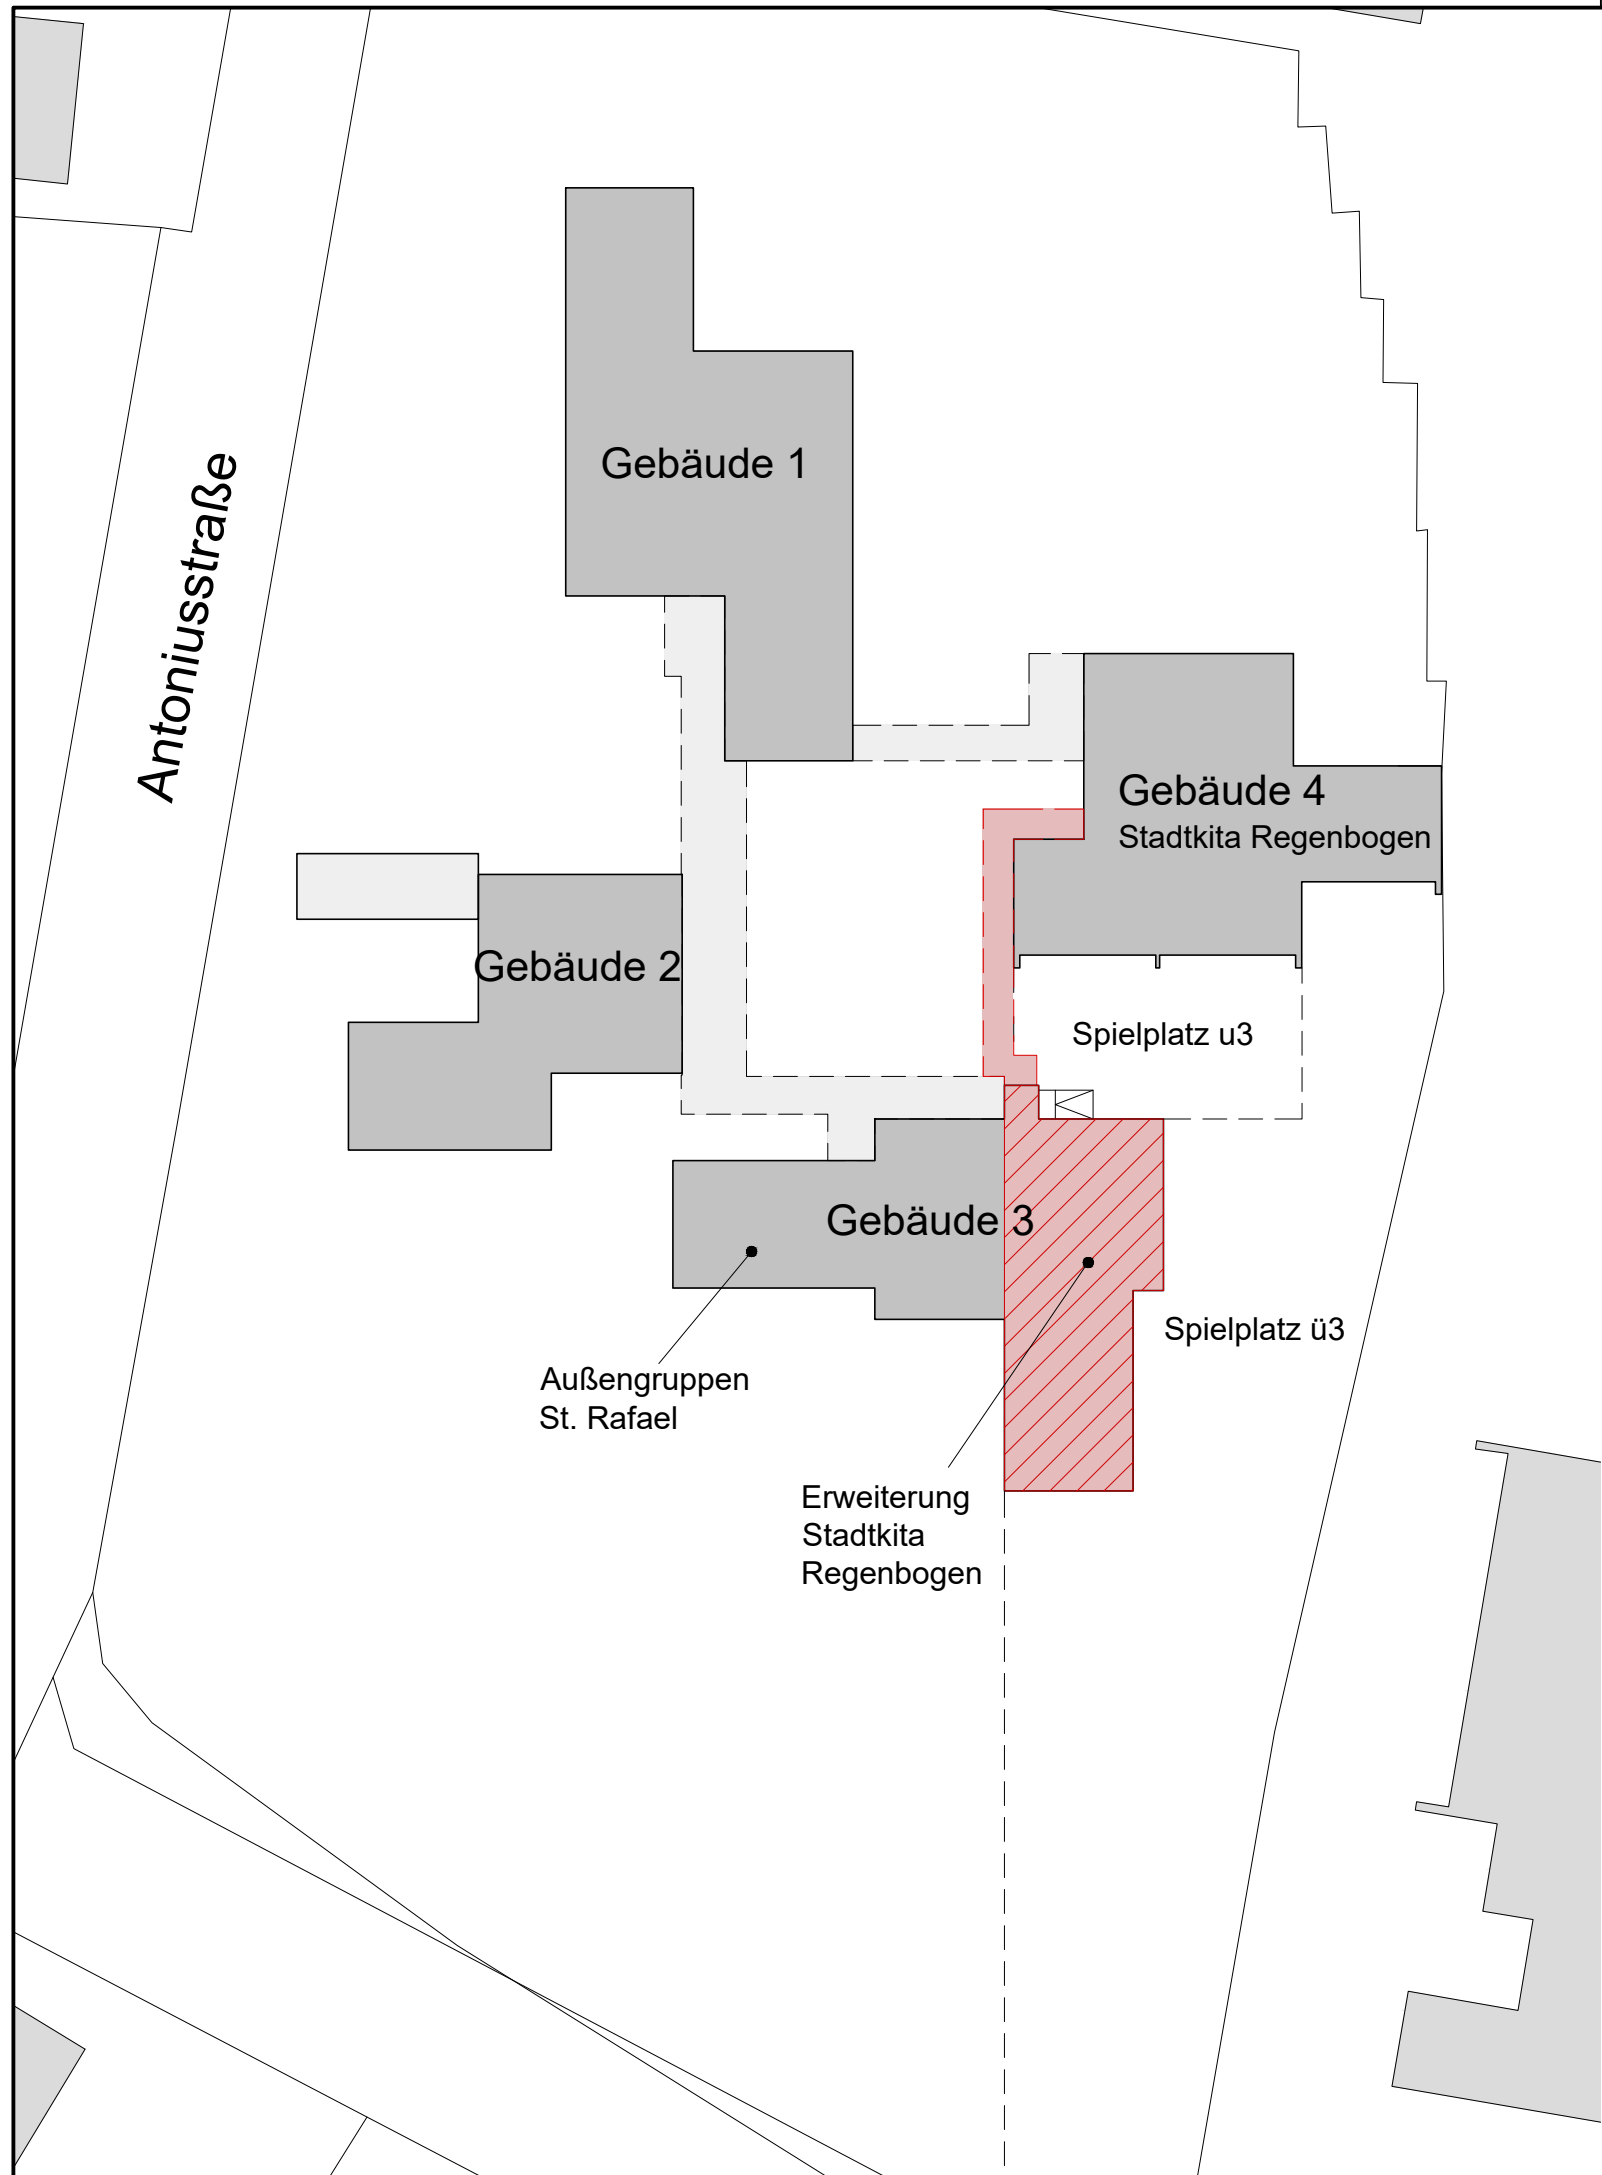 Gebäude 1
Antoniusstraße
Gebäude 4
Stadtkita Regenbogen
Gebäude 2
Spielplatz u3
Gebäude 3
Spielplatz ü3
Außengruppen
St. Rafael
Erweiterung
Stadtkita
Regenbogen